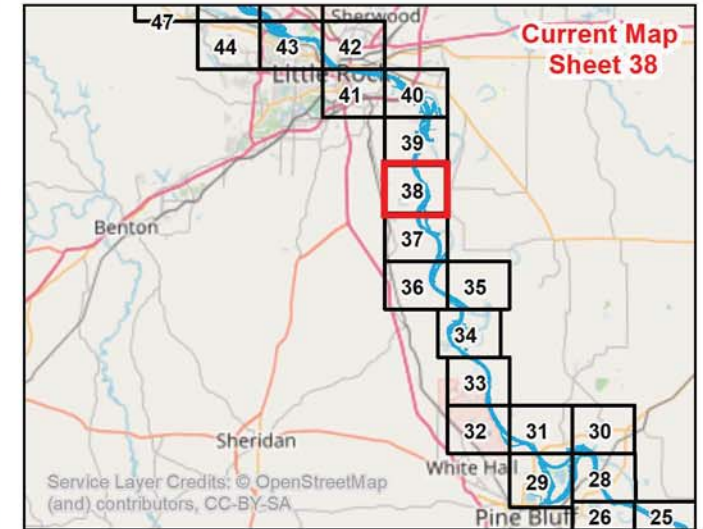 Sherwood
Current Map
Sheet 38
47
44 43 42
Little Rock
41 40
39
38
Benton
37
36 35
34
33
32 31 30
Sheridan
White Hall
29 28
Service Layer Credits: © OpenStreetMap
(and) contributors, CC-BY-SA
Pine Bluff
26 25